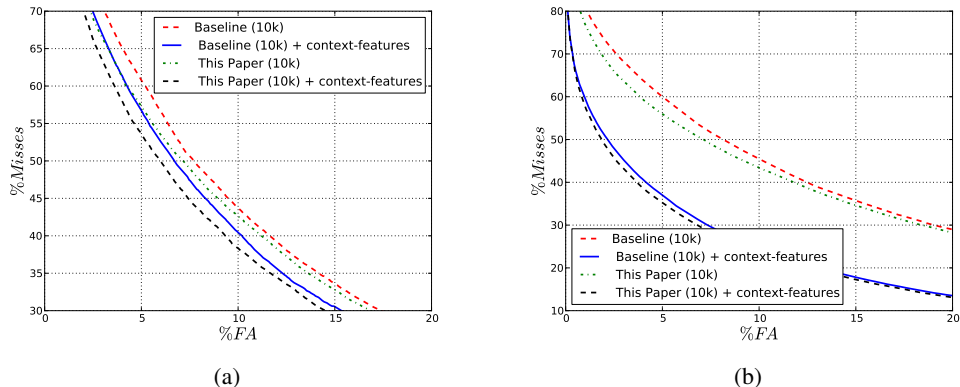 70
65
60
55
50
45
40
35
30
0
5
10
15
20
%Misses
%FA
Baseline (10k)
Baseline (10k) + context-features
This Paper (10k)
This Paper (10k) + context-features
(a)
80
70
60
50
40
30
20
10
0
5
10
15
20
%Misses
%FA
Baseline (10k)
Baseline (10k) + context-features
This Paper (10k)
This Paper (10k) + context-features
(b)